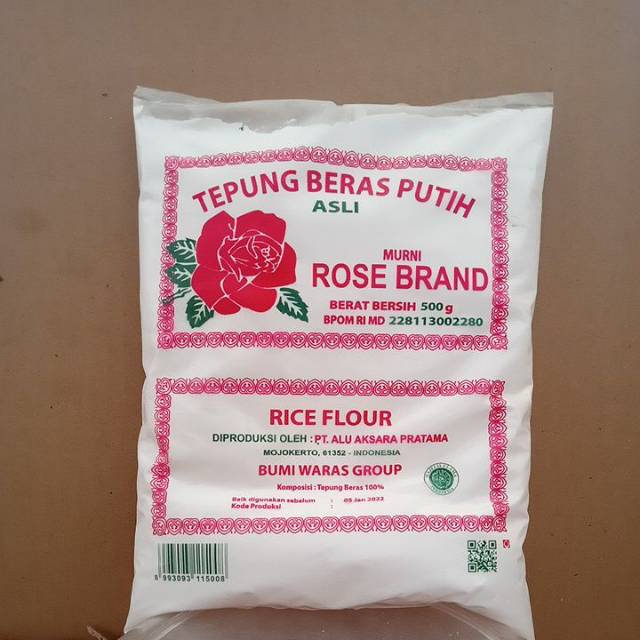 TEPUNG BERAS PUTIH
ASLI
MURNI
ROSE BRAND
BERAT BERSIH 500 g
BPOM RI MD 228113002280
RICE FLOUR
DIPRODUKSI OLEH : PT. ALU AKSARA PRATAMA
MOJOKERTO, 61352 - INDONESIA
BUMI WARAS GROUP
Komposisi : Tepung Beras 100%
Baik digunakan sebelum : 05 Jan 2022
Kode Produksi :
8 993093 115008